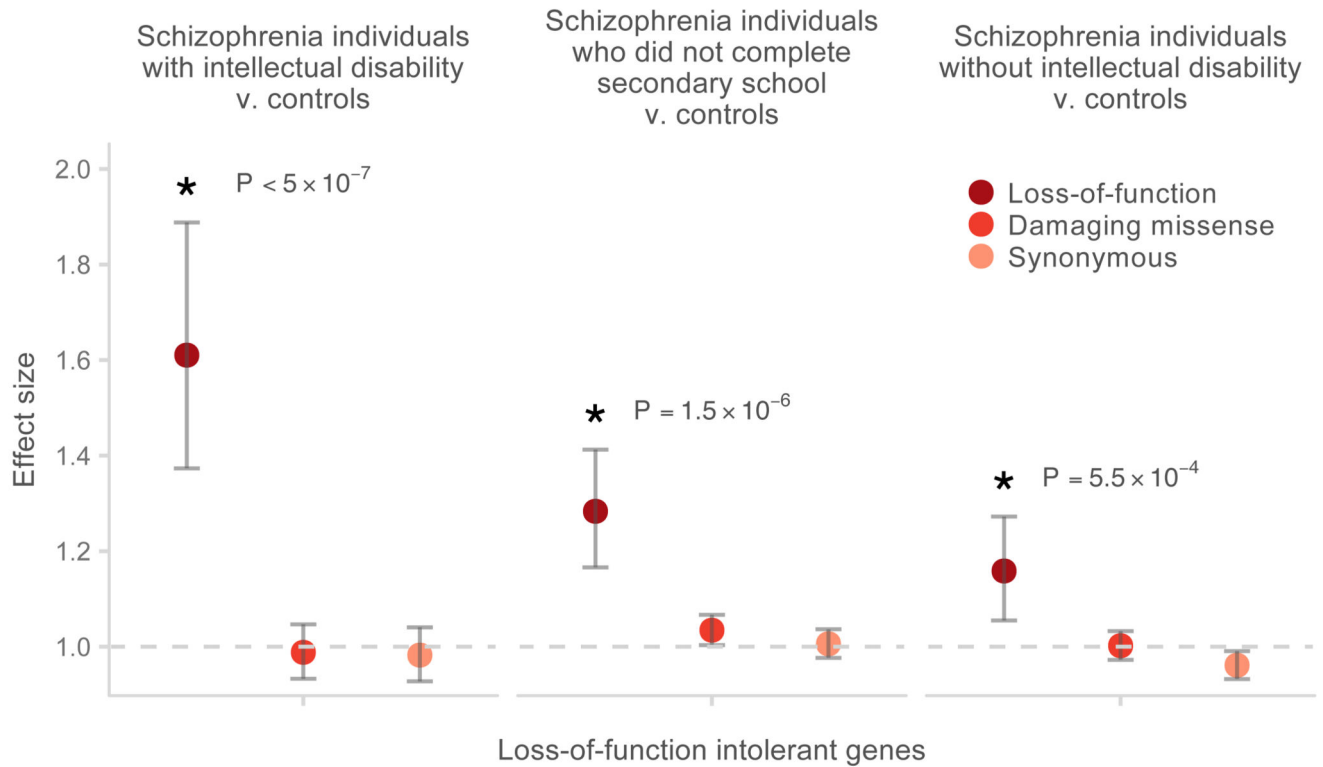 Schizophrenia individuals
with intellectual disability
v. controls
Schizophrenia individuals
who did not complete
secondary school
v. controls
Schizophrenia individuals
without intellectual disability
v. controls
Effect size
2.0
1.8
1.6
1.4
1.2
1.0
* P < 5 × 10⁻⁷
* P = 1.5 × 10⁻⁶
* P = 5.5 × 10⁻⁴
Loss-of-function
Damaging missense
Synonymous
Loss-of-function intolerant genes